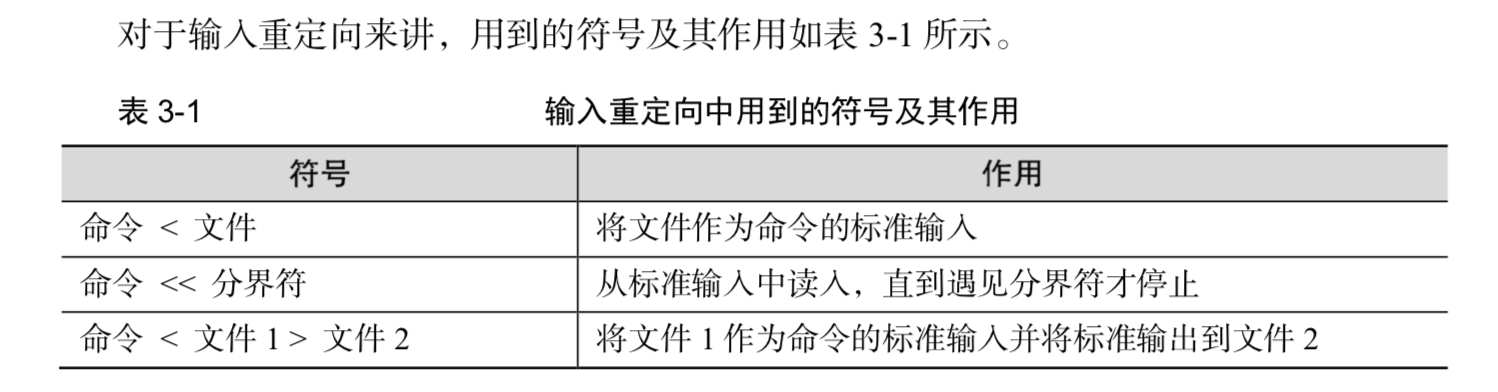 对于输入重定向来讲，用到的符号及其作用如表 3-1 所示。
表 3-1 输入重定向中用到的符号及其作用
符号 作用
命令 < 文件 将文件作为命令的标准输入
命令 << 分界符 从标准输入中读入，直到遇见分界符才停止
命令 < 文件 1 > 文件 2 将文件 1 作为命令的标准输入并将标准输出到文件 2